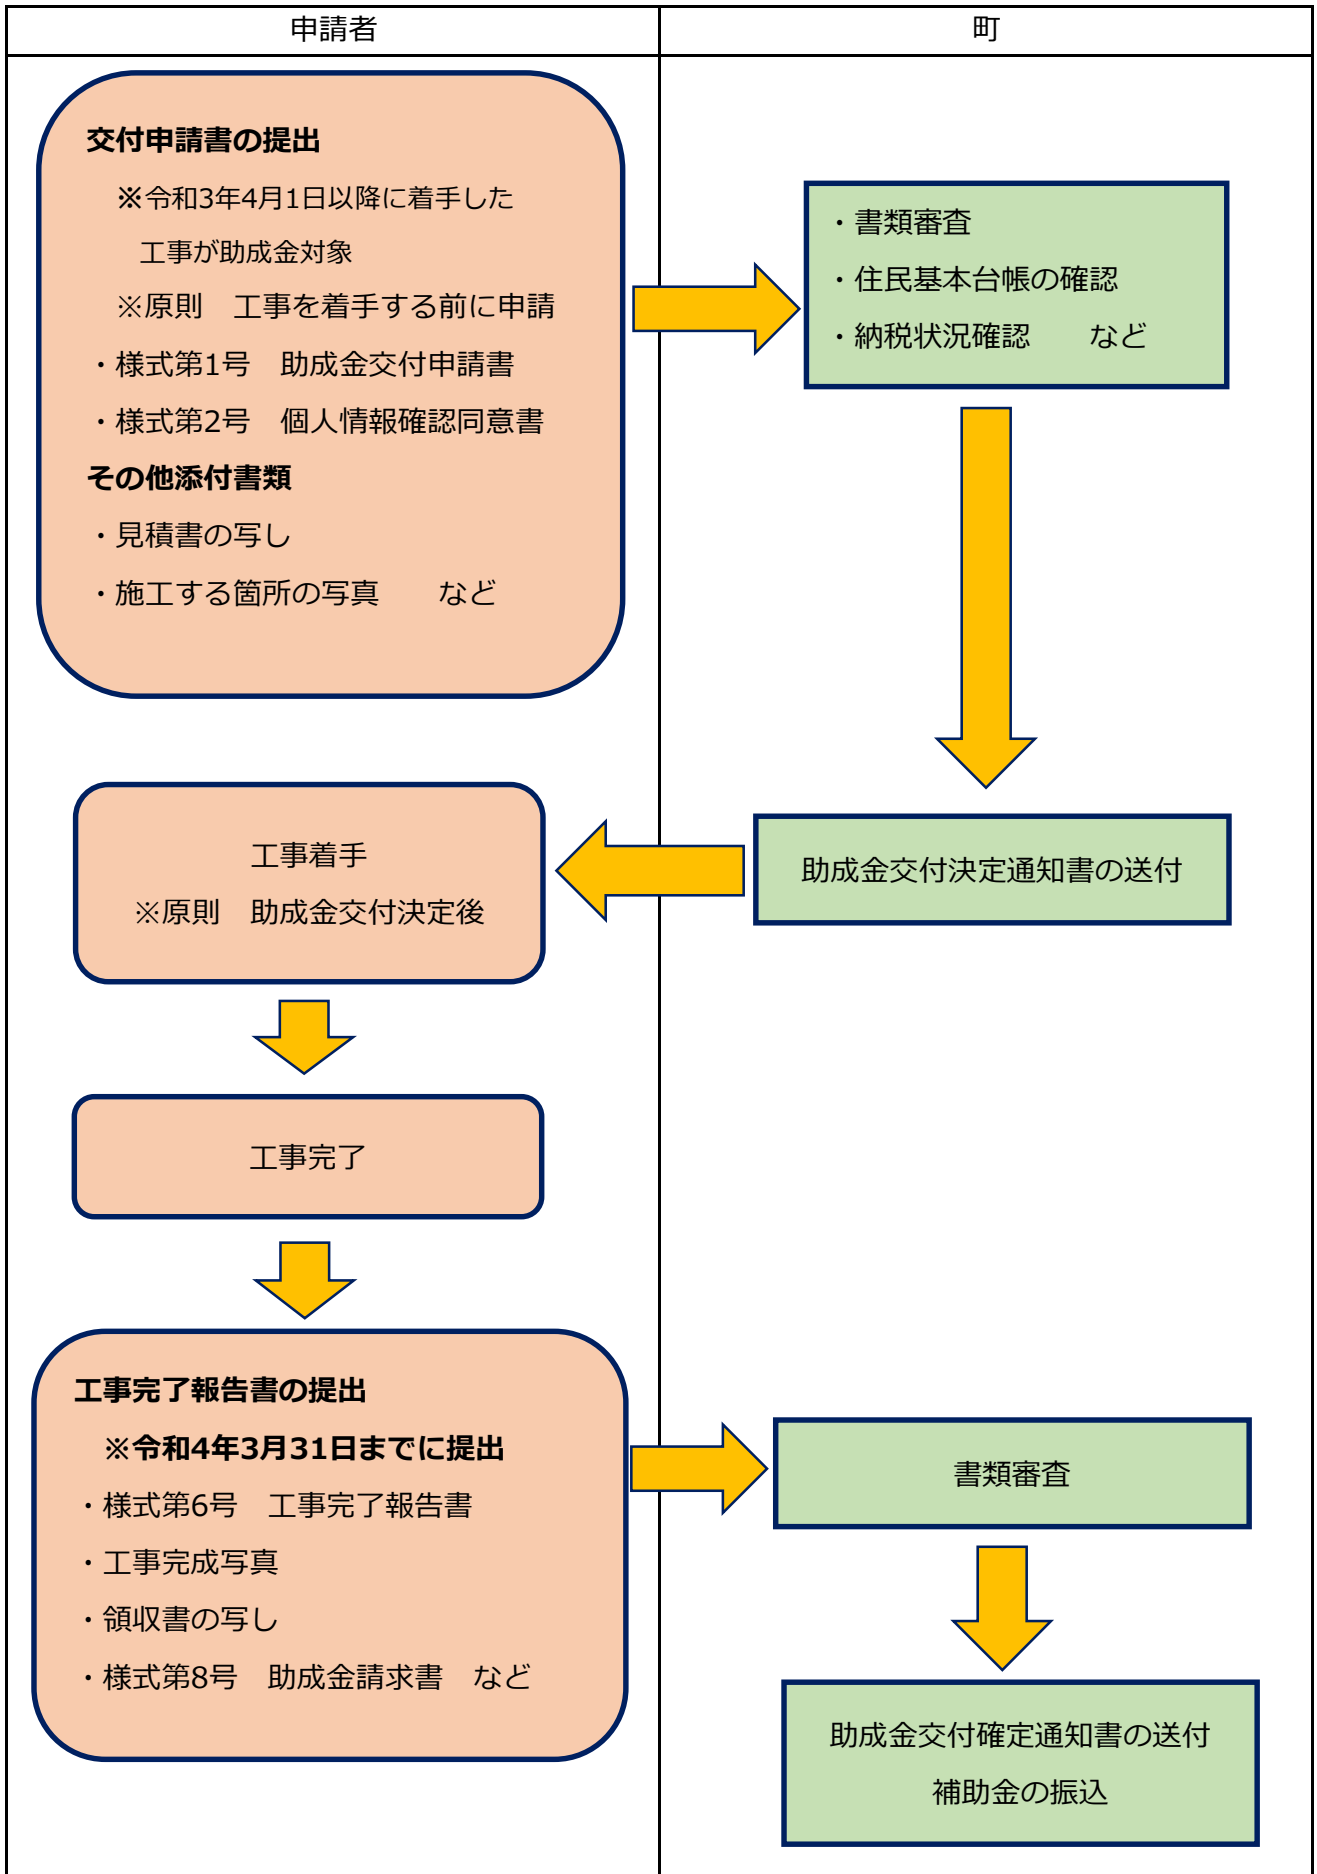 申請者
町
交付申請書の提出
※令和3年4月1日以降に着手した
工事が助成金対象
※原則　工事を着手する前に申請
・様式第1号　助成金交付申請書
・様式第2号　個人情報確認同意書
その他添付書類
・見積書の写し
・施工する箇所の写真　　など
・書類審査
・住民基本台帳の確認
・納税状況確認　　など
助成金交付決定通知書の送付
工事着手
※原則　助成金交付決定後
工事完了
工事完了報告書の提出
※令和4年3月31日までに提出
・様式第6号　工事完了報告書
・工事完成写真
・領収書の写し
・様式第8号　助成金請求書　など
書類審査
助成金交付確定通知書の送付
補助金の振込